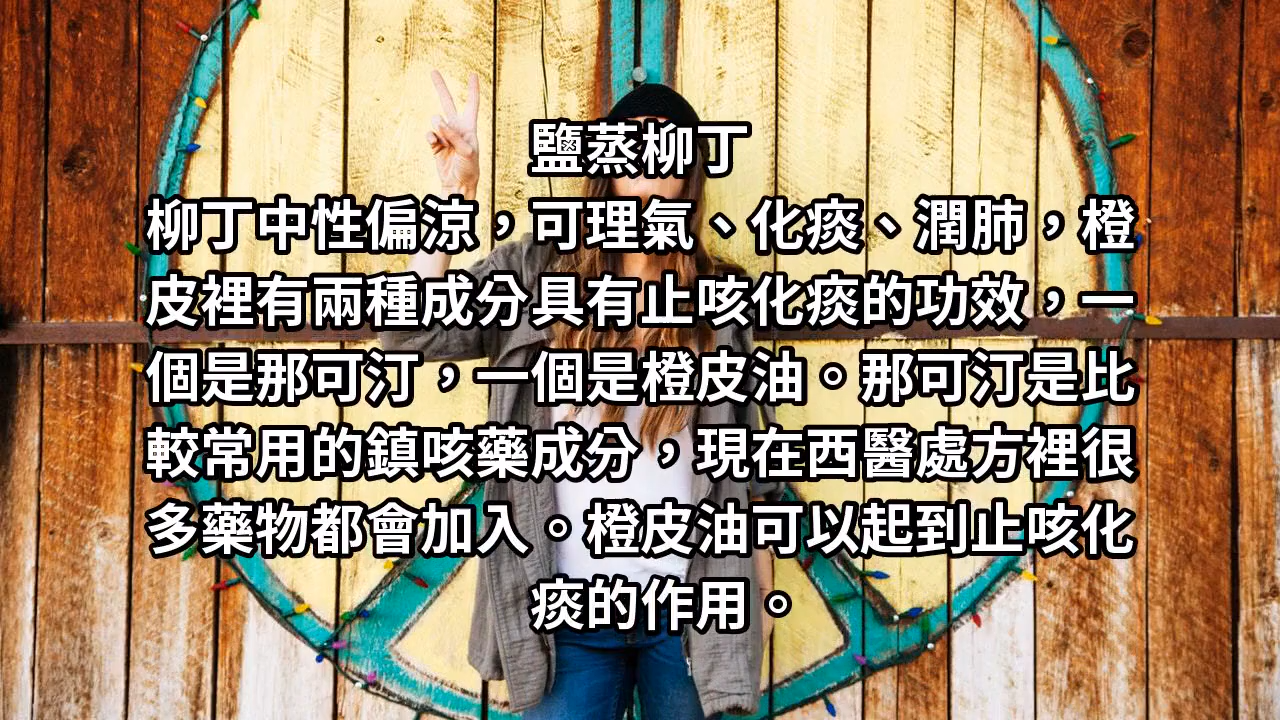 鹽蒸柳丁
柳丁中性偏涼，可理氣、化痰、潤肺，橙
皮裡有兩種成分具有止咳化痰的功效，一
個是那可汀，一個是橙皮油。那可汀是比
較常用的鎮咳藥成分，現在西醫處方裡很
多藥物都會加入。橙皮油可以起到止咳化
痰的作用。